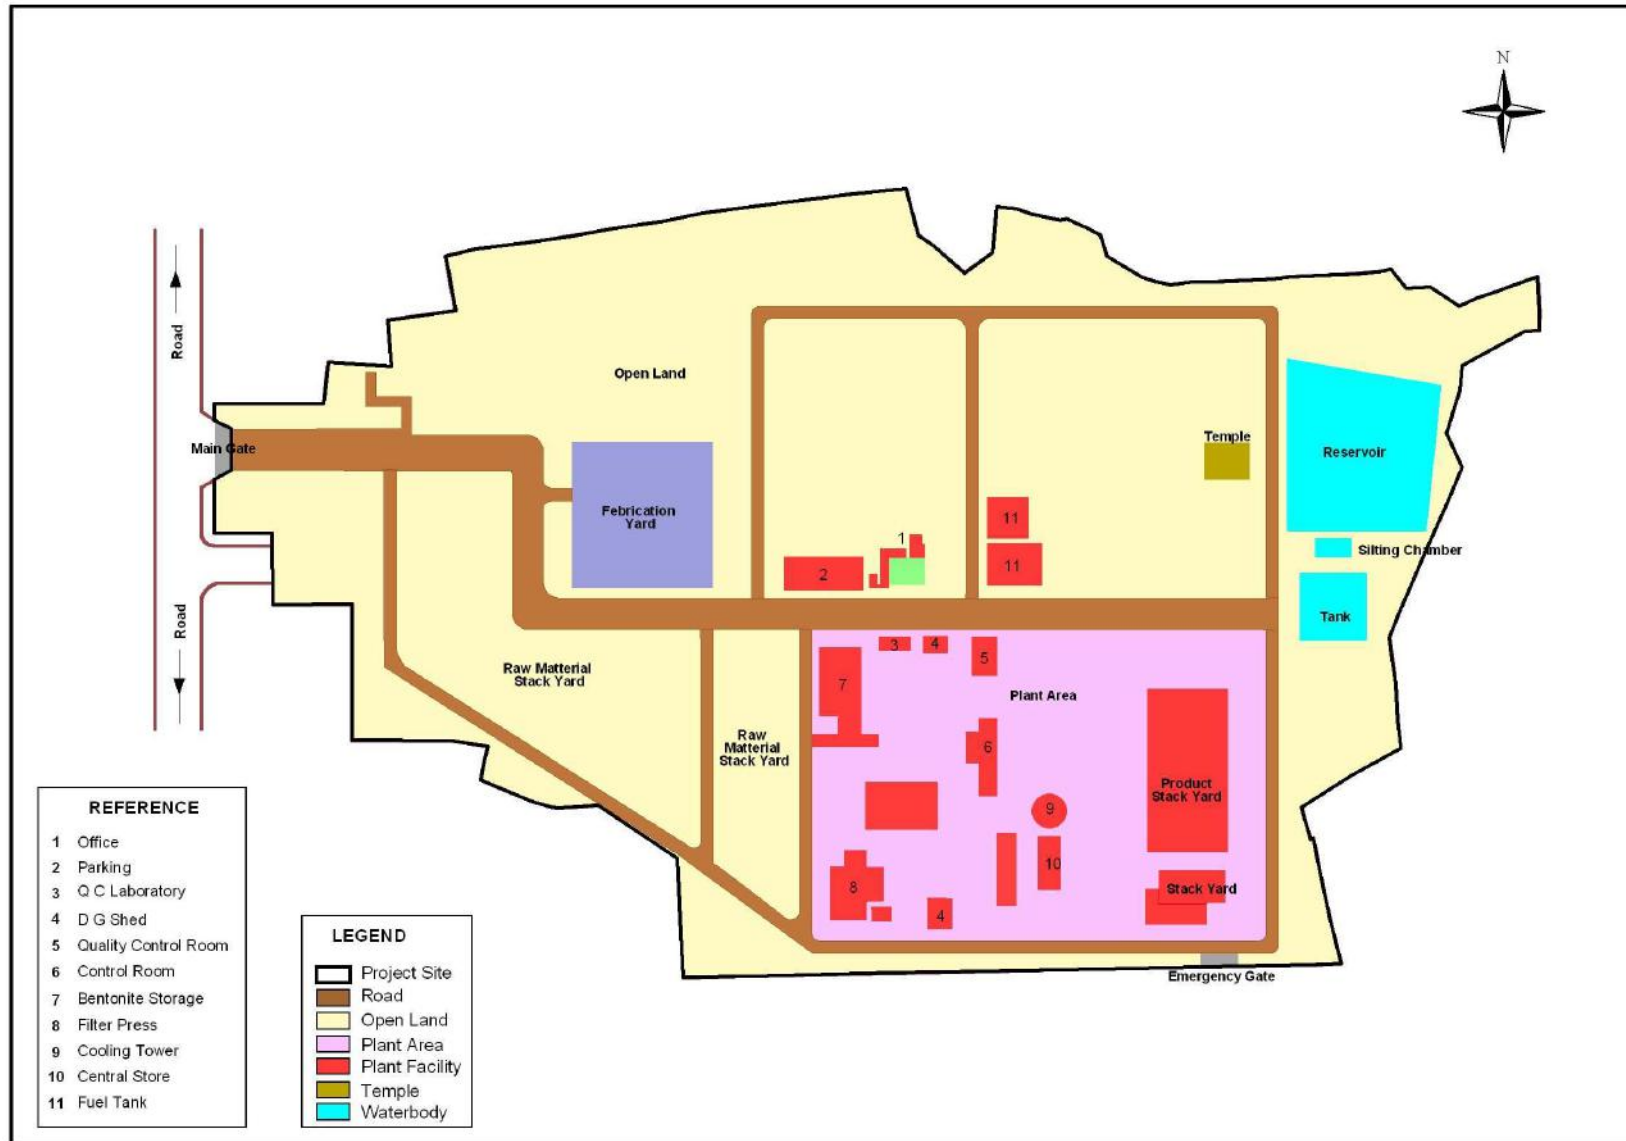 N
Road
Open Land
Main Gate
Temple
Reservoir
Febrication
Yard
11
1
Silting Chamber
2
11
Road
Tank
3
4
5
Raw Matterial
Stack Yard
7
Plant Area
Raw
Matterial
Stack Yard
6
Product
Stack Yard
9
10
8
Stack Yard
4
Emergency Gate
REFERENCE
1 Office
2 Parking
3 Q C Laboratory
4 D G Shed
5 Quality Control Room
6 Control Room
7 Bentonite Storage
8 Filter Press
9 Cooling Tower
10 Central Store
11 Fuel Tank
LEGEND
Project Site
Road
Open Land
Plant Area
Plant Facility
Temple
Waterbody